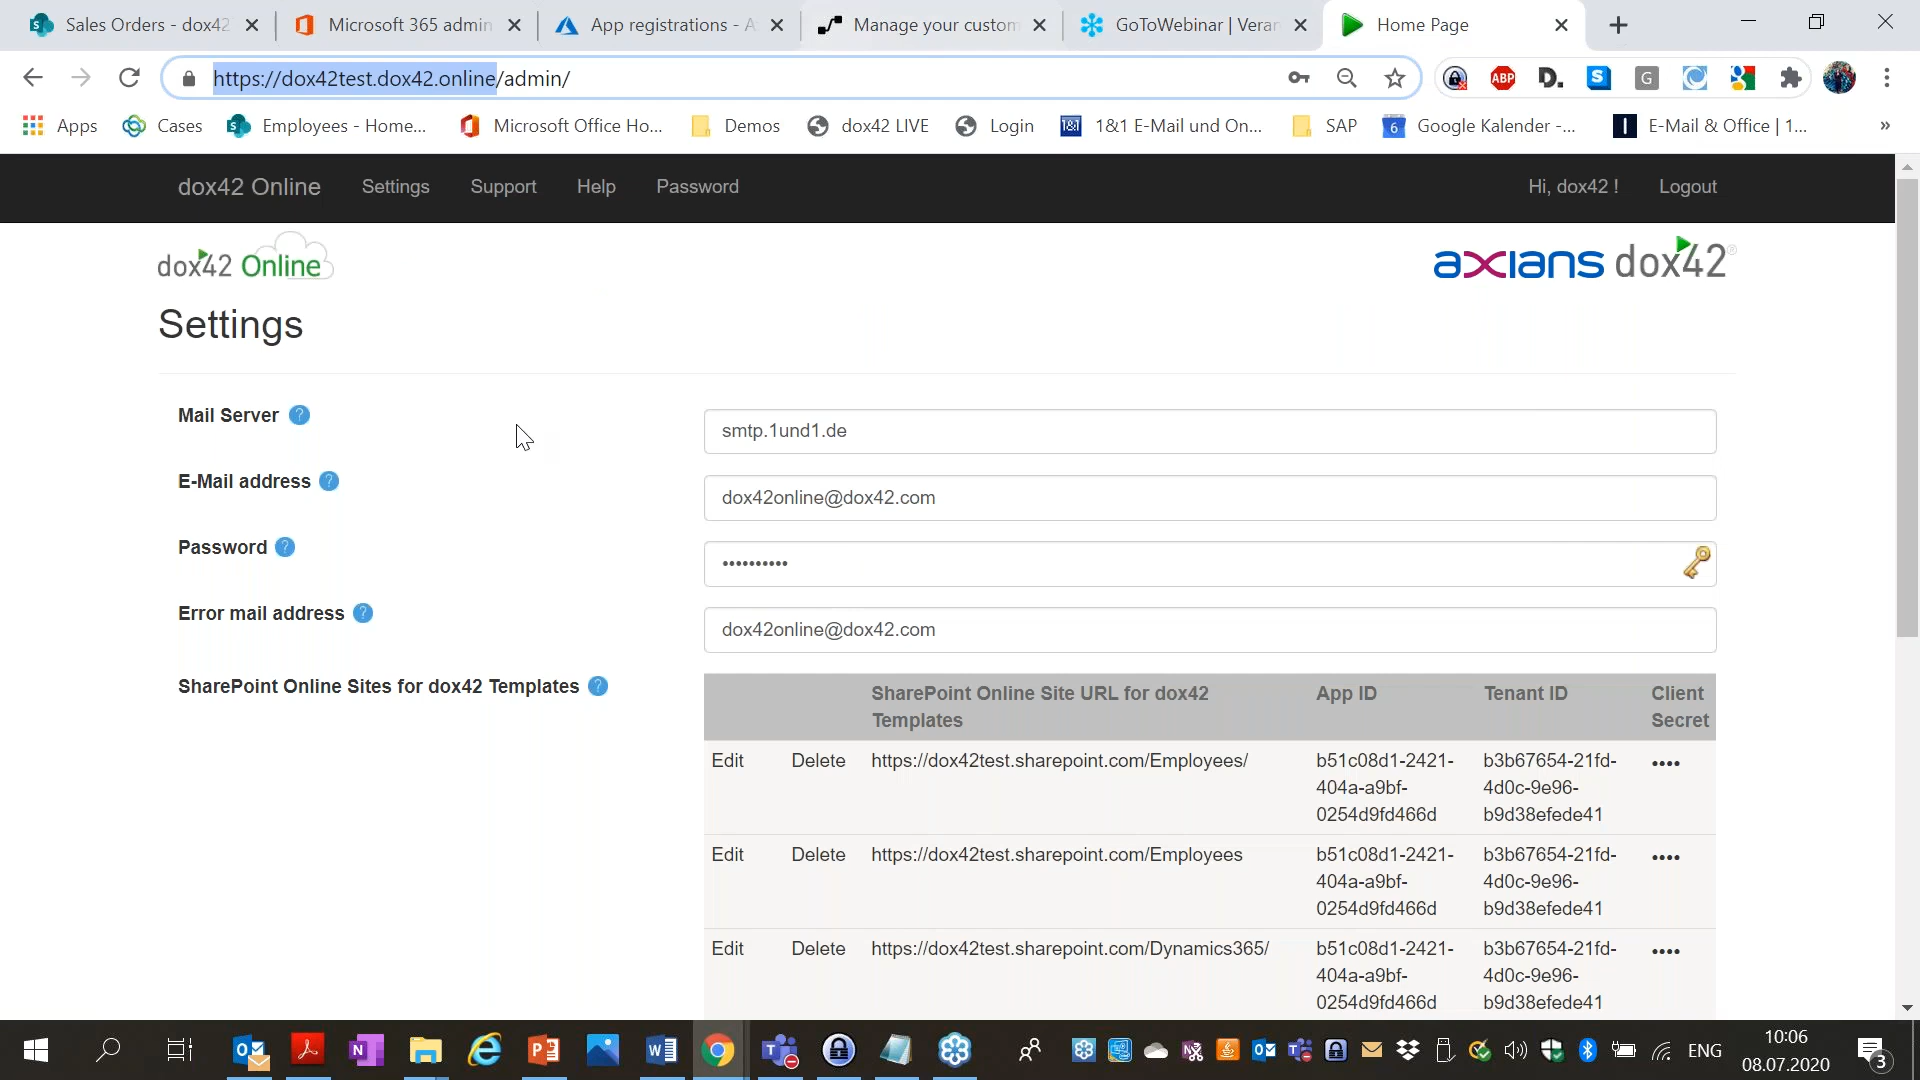 Sales Orders - dox42
Microsoft 365 admin
App registrations - A
Manage your custom
GoToWebinar | Veran
Home Page
https://dox42test.dox42.online/admin/
ABP
D.
S
G
Apps
Cases
Employees - Home...
Microsoft Office Ho...
Demos
dox42 LIVE
Login
1&1 E-Mail und On...
SAP
Google Kalender -...
E-Mail & Office | 1...
»
dox42 Online
Settings
Support
Help
Password
Hi, dox42 !
Logout
dox42 Online
axians dox42®
Settings
Mail Server ?
smtp.1und1.de
E-Mail address ?
dox42online@dox42.com
Password ?
••••••••••
Error mail address ?
dox42online@dox42.com
SharePoint Online Sites for dox42 Templates ?
SharePoint Online Site URL for dox42
Templates
App ID
Tenant ID
Client
Secret
Edit Delete https://dox42test.sharepoint.com/Employees/ b51c08d1-2421- b3b67654-21fd- ••••
404a-a9bf- 4d0c-9e96-
0254d9fd466d b9d38efede41
Edit Delete https://dox42test.sharepoint.com/Employees b51c08d1-2421- b3b67654-21fd- ••••
404a-a9bf- 4d0c-9e96-
0254d9fd466d b9d38efede41
Edit Delete https://dox42test.sharepoint.com/Dynamics365/ b51c08d1-2421- b3b67654-21fd- ••••
404a-a9bf- 4d0c-9e96-
0254d9fd466d b9d38efede41
ENG
10:06
08.07.2020
3